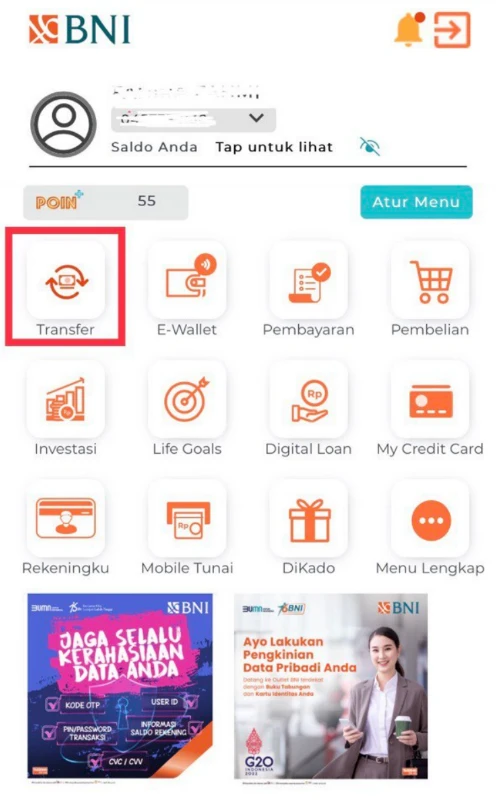 BNI
Saldo Anda Tap untuk lihat
POIN+ 55 Atur Menu
Transfer E-Wallet Pembayaran Pembelian
Rp
Investasi Life Goals Digital Loan My Credit Card
Rp
Rekeningku Mobile Tunai DiKado Menu Lengkap
BUMN BNI
JAGA SELALU
KERAHASIAAN
DATA ANDA
KODE OTP USER ID
PIN/PASSWORD
TRANSAKSI
INFORMASI
SALDO REKENING
CVC / CVV
BUMN BNI BNI
Ayo Lakukan
Pengkinian
Data Pribadi Anda
Datang ke Outlet BNI terdekat
dengan Buku Tabungan
dan Kartu Identitas Anda
G20
INDONESIA
2022